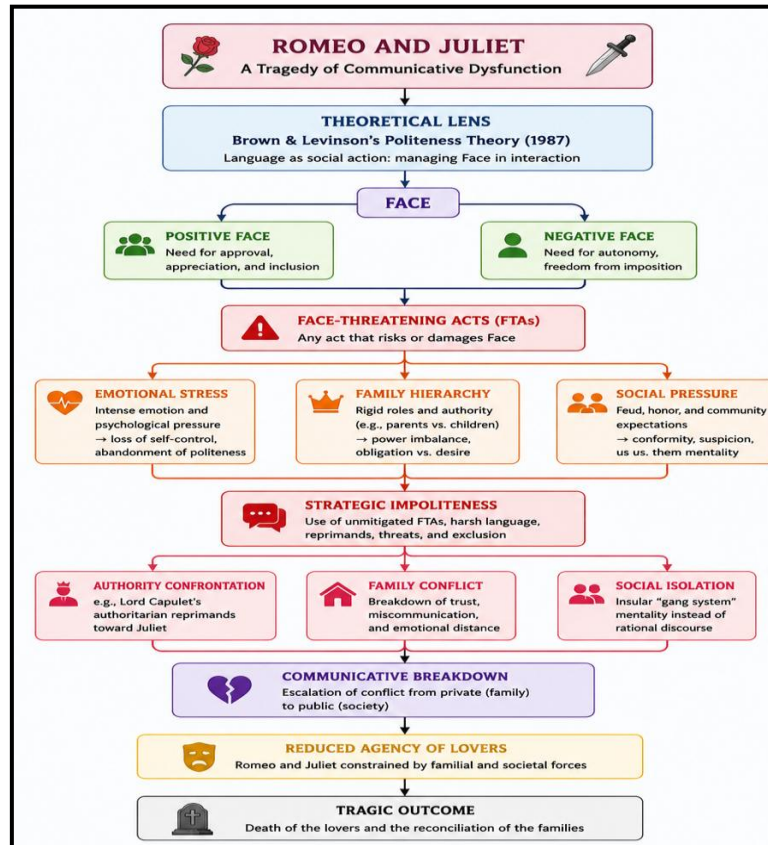 ROMEO AND JULIET
A Tragedy of Communicative Dysfunction
THEORETICAL LENS
Brown & Levinson's Politeness Theory (1987)
Language as social action: managing Face in interaction
FACE
POSITIVE FACE
Need for approval,
appreciation, and inclusion
NEGATIVE FACE
Need for autonomy,
freedom from imposition
FACE-THREATENING ACTS (FTAs)
Any act that risks or damages Face
EMOTIONAL STRESS
Intense emotion and
psychological pressure
→ loss of self-control,
abandonment of politeness
FAMILY HIERARCHY
Rigid roles and authority
(e.g., parents vs. children)
→ power imbalance,
obligation vs. desire
SOCIAL PRESSURE
Feud, honor, and community
expectations
→ conformity, suspicion,
us us. them mentality
STRATEGIC IMPOLITENESS
Use of unmitigated FTAs, harsh language,
reprimands, threats, and exclusion
AUTHORITY CONFRONTATION
e.g., Lord Capulet's
authoritarian reprimands
toward Juliet
FAMILY CONFLICT
Breakdown of trust,
miscommunication,
and emotional distance
SOCIAL ISOLATION
Insular "gang system"
mentality instead of
rational discourse
COMMUNICATIVE BREAKDOWN
Escalation of conflict from private (family)
to public (society)
REDUCED AGENCY OF LOVERS
Romeo and Juliet constrained by familial and societal forces
TRAGIC OUTCOME
Death of the lovers and the reconciliation of the families